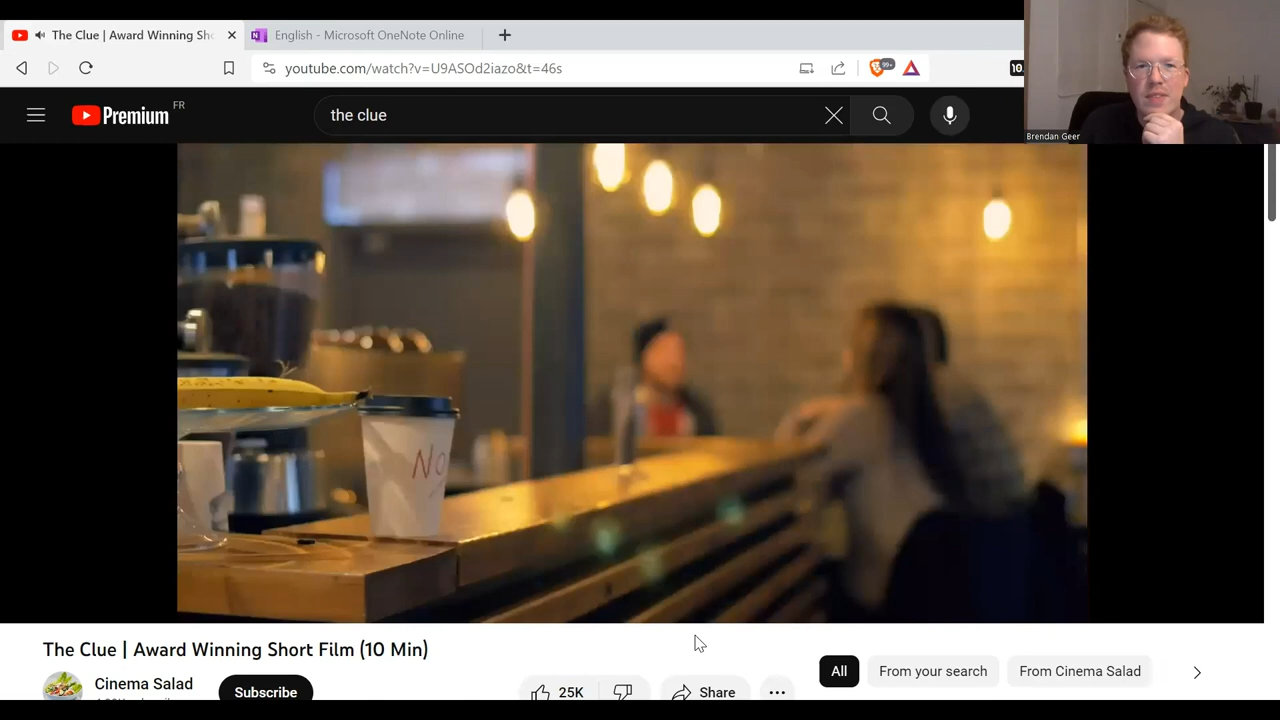 The Clue | Award Winning Sh
English - Microsoft OneNote Online
youtube.com/watch?v=U9ASOd2iazo&t=46s
99+
10.
Premium FR
the clue
Brendan Geer
No
The Clue | Award Winning Short Film (10 Min)
Cinema Salad
Subscribe
25K
Share
All
From your search
From Cinema Salad